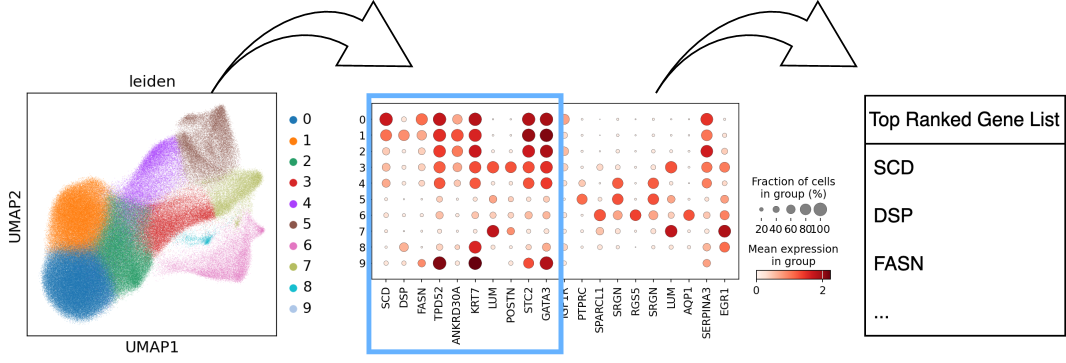 leiden
UMAP2
UMAP1
0
1
2
3
4
5
6
7
8
9
0
1
2
3
4
5
6
7
8
9
SCD
DSP
FASN
TPD52
ANKRD30A
KRT7
LUM
POSTN
STC2
GATA3
IGF1R
PTPRC
SPARCL1
SRGN
RGS5
SRGN
LUM
AQP1
SERPINA3
EGR1
Fraction of cells
in group (%)
20 40 60 80 100
Mean expression
in group
0 2
Top Ranked Gene List
SCD
DSP
FASN
...